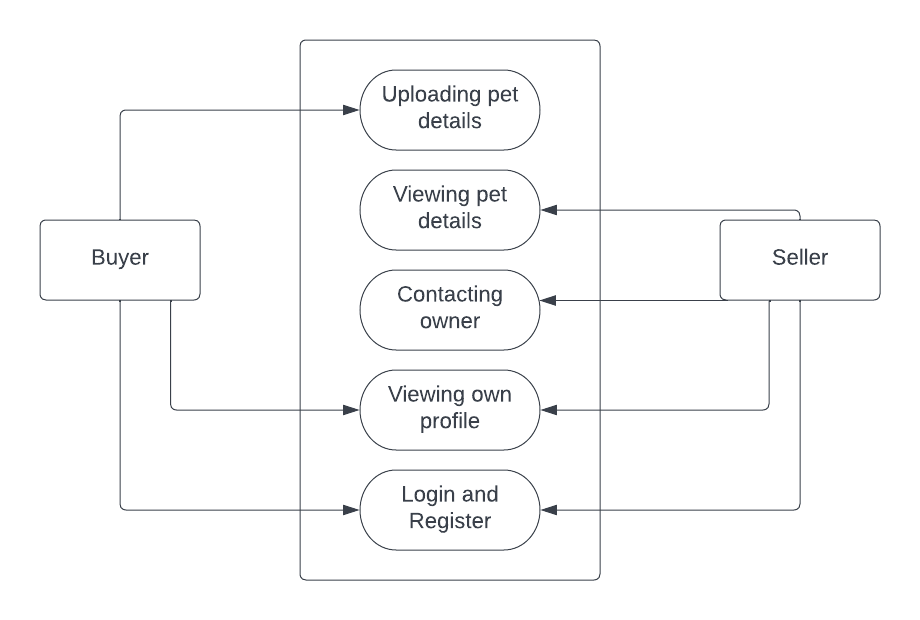 Uploading pet
details
Viewing pet
details
Buyer
Seller
Contacting
owner
Viewing own
profile
Login and
Register